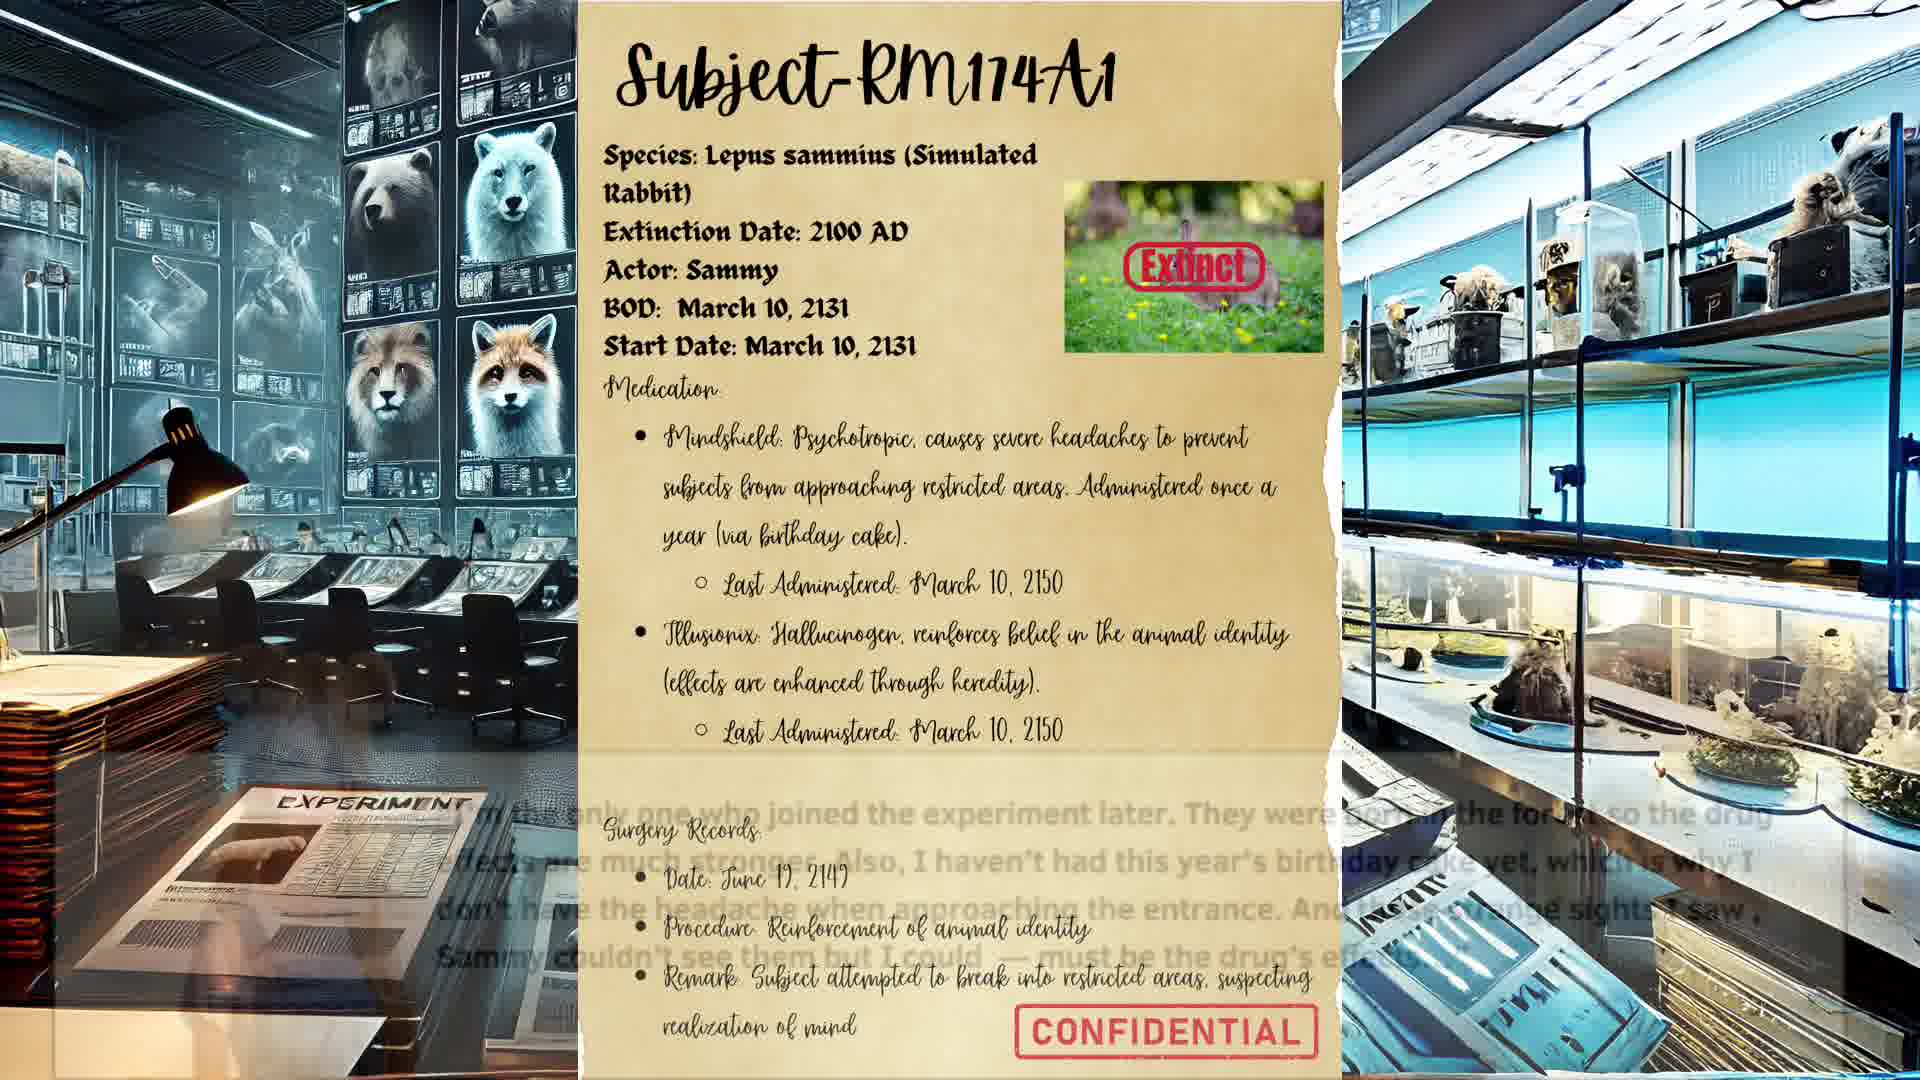 Subject-RM174A1
Species: Lepus sammius (Simulated
Rabbit)
Extinction Date: 2100 AD
Extinct
Actor: Sammy
BOD: March 10, 2131
Start Date: March 10, 2131
Medication:
Mindshield: Psychotropic, causes severe headaches to prevent
subjects from approaching restricted areas. Administered once a
year (via birthday cake).
Last Administered: March 10, 2150
Illusionix: Hallucinogen, reinforces belief in the animal identity
(effects are enhanced through heredity).
Last Administered: March 10, 2150
EXPERIMENT
only one who joined the experiment later. They were born in the forest so the drug
effects are much stronger. Also, I haven't had this year's birthday cake yet, which is why I
don't have the headache when approaching the entrance. And those strange sights I saw ,
Sammy couldn't see them but I could — must be the drug's effects.
Surgery Records:
Date: June 19, 2149
Procedure: Reinforcement of animal identity
Remark: Subject attempted to break into restricted areas, suspecting
realization of mind
CONFIDENTIAL